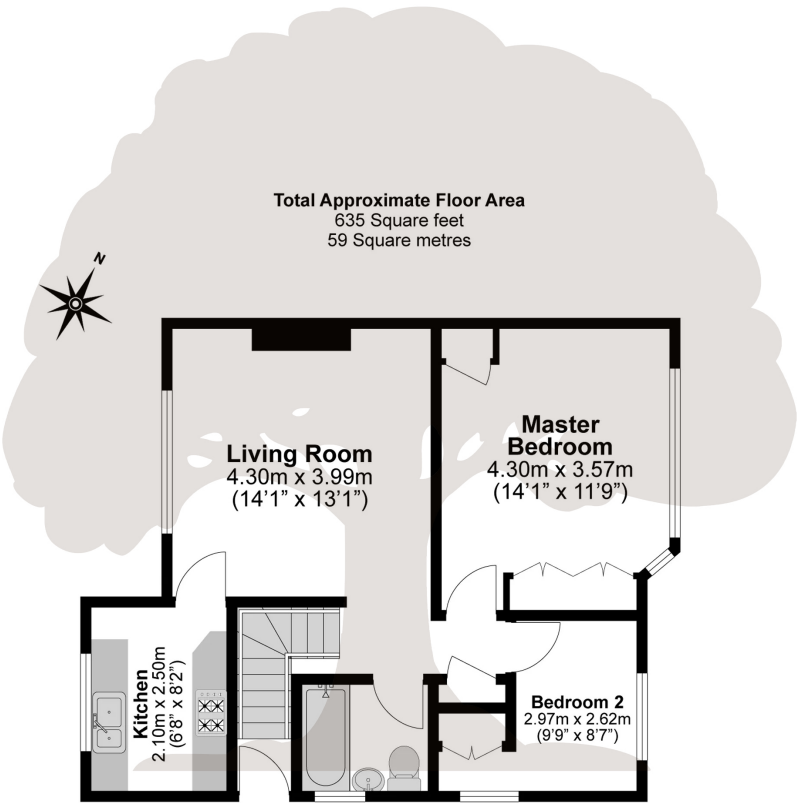 Total Approximate Floor Area
635 Square feet
59 Square metres
N
Living Room
4.30m x 3.99m
(14'1" x 13'1")
Master
Bedroom
4.30m x 3.57m
(14'1" x 11'9")
Kitchen
2.10m x 2.50m
(6'8" x 8'2")
Bedroom 2
2.97m x 2.62m
(9'9" x 8'7")